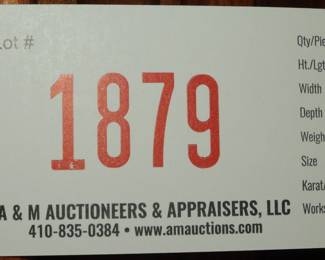 Lot #
1879
A & M AUCTIONEERS & APPRAISERS, LLC
410-835-0384 • www.amauctions.com
Qty/Pie
Ht./Lgt
Width
Depth
Weigh
Size
Karat
Works